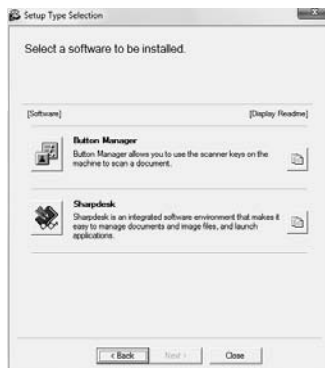 Setup Type Selection
Select a software to be installed.
[Software] [Display Readme]
Button Manager
Button Manager allows you to use the scanner keys on the
machine to scan a document.
Sharpdesk
Sharpdesk is an integrated software environment that makes it
easy to manage documents and image files, and launch
applications.
< Back Next > Close